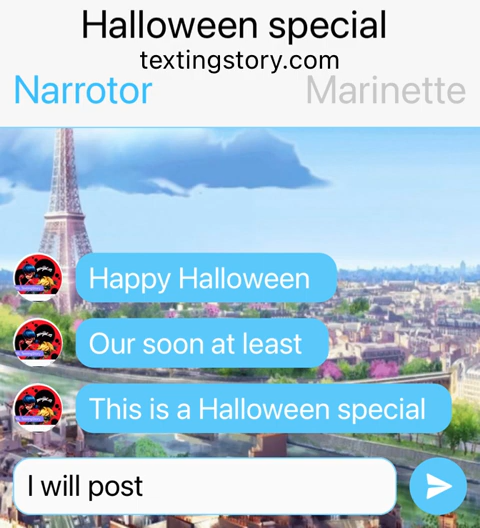 Halloween special
textingstory.com
Narrotor
Marinette
Happy Halloween
Our soon at least
This is a Halloween special
I will post